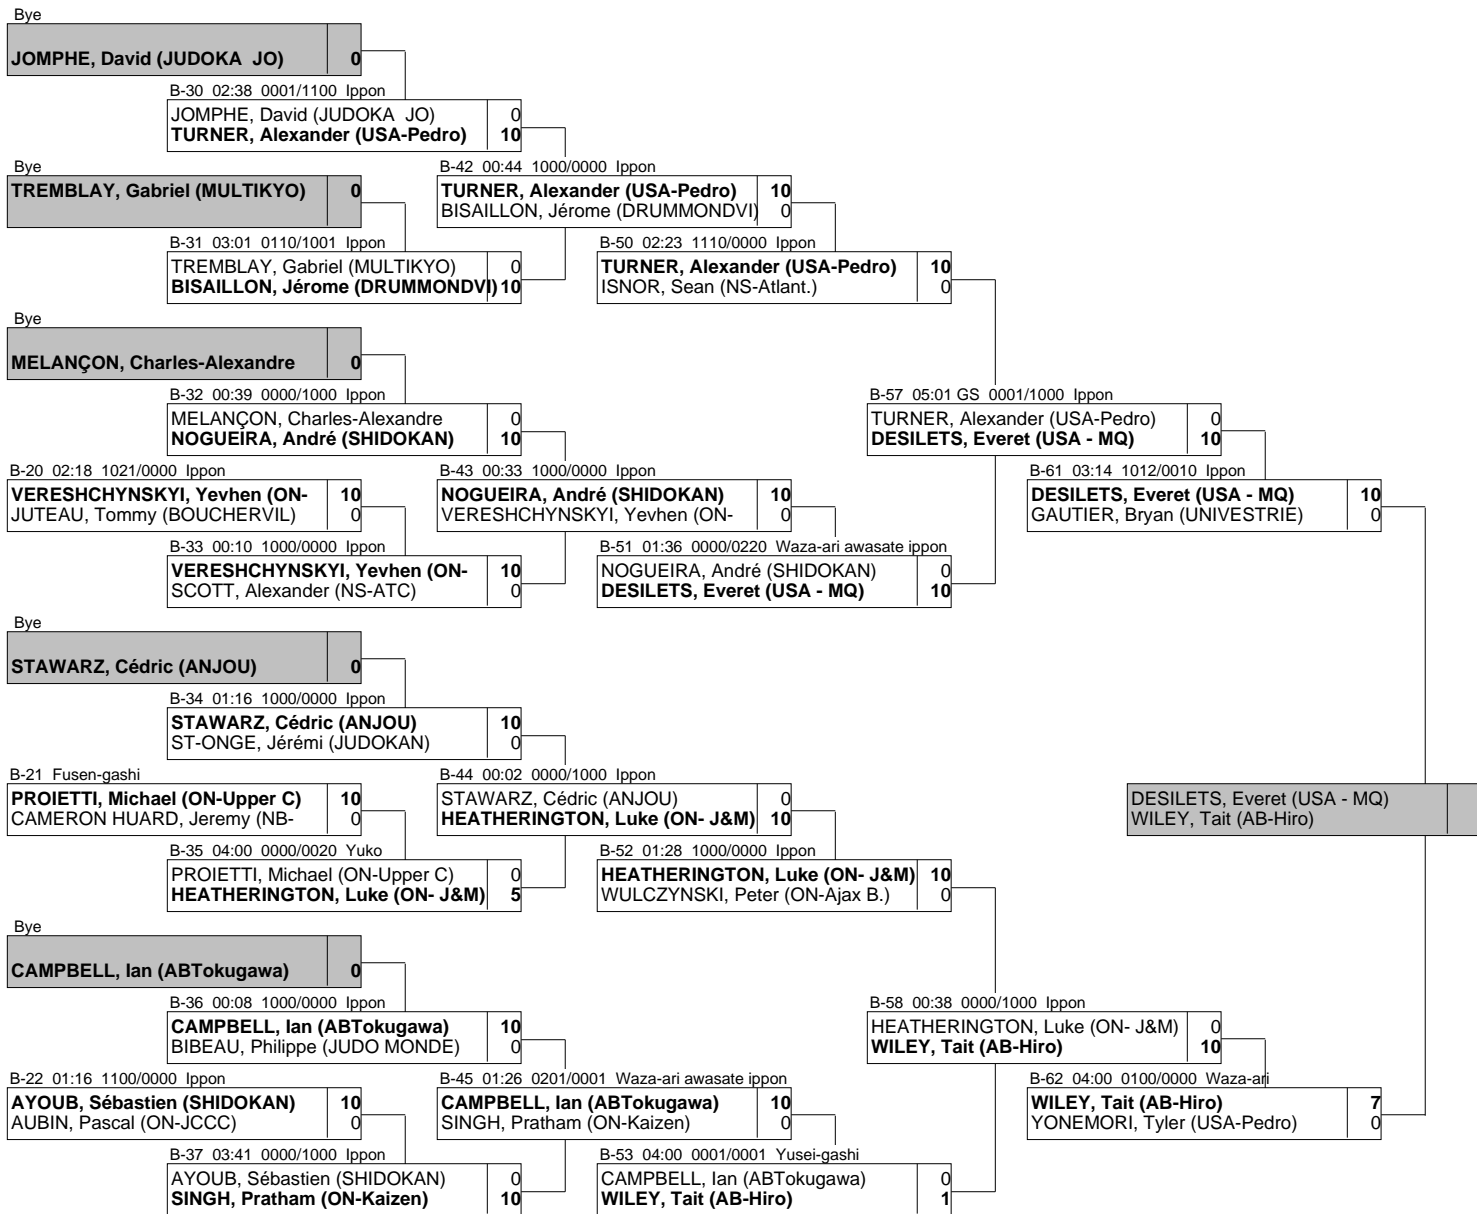 Bye
JOMPHE, David (JUDOKA JO) 0
B-30 02:38 0001/1100 Ippon
JOMPHE, David (JUDOKA JO) 0
TURNER, Alexander (USA-Pedro) 10
Bye
TREMBLAY, Gabriel (MULTIKYO) 0
B-42 00:44 1000/0000 Ippon
TURNER, Alexander (USA-Pedro) 10
BISAILLON, Jérome (DRUMMONDVI) 0
B-31 03:01 0110/1001 Ippon
TREMBLAY, Gabriel (MULTIKYO) 0
BISAILLON, Jérome (DRUMMONDVI) 10
B-50 02:23 1110/0000 Ippon
TURNER, Alexander (USA-Pedro) 10
ISNOR, Sean (NS-Atlant.) 0
Bye
MELANÇON, Charles-Alexandre 0
B-32 00:39 0000/1000 Ippon
MELANÇON, Charles-Alexandre 0
NOGUEIRA, André (SHIDOKAN) 10
B-57 05:01 GS 0001/1000 Ippon
TURNER, Alexander (USA-Pedro) 0
DESILETS, Everet (USA - MQ) 10
B-20 02:18 1021/0000 Ippon
VERESHCHYNSKYI, Yevhen (ON- 10
JUTEAU, Tommy (BOUCHERVIL) 0
B-43 00:33 1000/0000 Ippon
NOGUEIRA, André (SHIDOKAN) 10
VERESHCHYNSKYI, Yevhen (ON- 0
B-61 03:14 1012/0010 Ippon
DESILETS, Everet (USA - MQ) 10
GAUTIER, Bryan (UNIVESTRIE) 0
B-33 00:10 1000/0000 Ippon
VERESHCHYNSKYI, Yevhen (ON- 10
SCOTT, Alexander (NS-ATC) 0
B-51 01:36 0000/0220 Waza-ari awasate ippon
NOGUEIRA, André (SHIDOKAN) 0
DESILETS, Everet (USA - MQ) 10
Bye
STAWARZ, Cédric (ANJOU) 0
B-34 01:16 1000/0000 Ippon
STAWARZ, Cédric (ANJOU) 10
ST-ONGE, Jérémi (JUDOKAN) 0
B-21 Fusen-gashi
PROIETTI, Michael (ON-Upper C) 10
CAMERON HUARD, Jeremy (NB- 0
B-44 00:02 0000/1000 Ippon
STAWARZ, Cédric (ANJOU) 0
HEATHERINGTON, Luke (ON- J&M) 10
DESILETS, Everet (USA - MQ)
WILEY, Tait (AB-Hiro)
B-35 04:00 0000/0020 Yuko
PROIETTI, Michael (ON-Upper C) 0
HEATHERINGTON, Luke (ON- J&M) 5
B-52 01:28 1000/0000 Ippon
HEATHERINGTON, Luke (ON- J&M) 10
WULCZYNSKI, Peter (ON-Ajax B.) 0
Bye
CAMPBELL, Ian (ABTokugawa) 0
B-36 00:08 1000/0000 Ippon
CAMPBELL, Ian (ABTokugawa) 10
BIBEAU, Philippe (JUDO MONDE) 0
B-58 00:38 0000/1000 Ippon
HEATHERINGTON, Luke (ON- J&M) 0
WILEY, Tait (AB-Hiro) 10
B-22 01:16 1100/0000 Ippon
AYOUB, Sébastien (SHIDOKAN) 10
AUBIN, Pascal (ON-JCCC) 0
B-45 01:26 0201/0001 Waza-ari awasate ippon
CAMPBELL, Ian (ABTokugawa) 10
SINGH, Pratham (ON-Kaizen) 0
B-62 04:00 0100/0000 Waza-ari
WILEY, Tait (AB-Hiro) 7
YONEMORI, Tyler (USA-Pedro) 0
B-37 03:41 0000/1000 Ippon
AYOUB, Sébastien (SHIDOKAN) 0
SINGH, Pratham (ON-Kaizen) 10
B-53 04:00 0001/0001 Yusei-gashi
CAMPBELL, Ian (ABTokugawa) 0
WILEY, Tait (AB-Hiro) 1